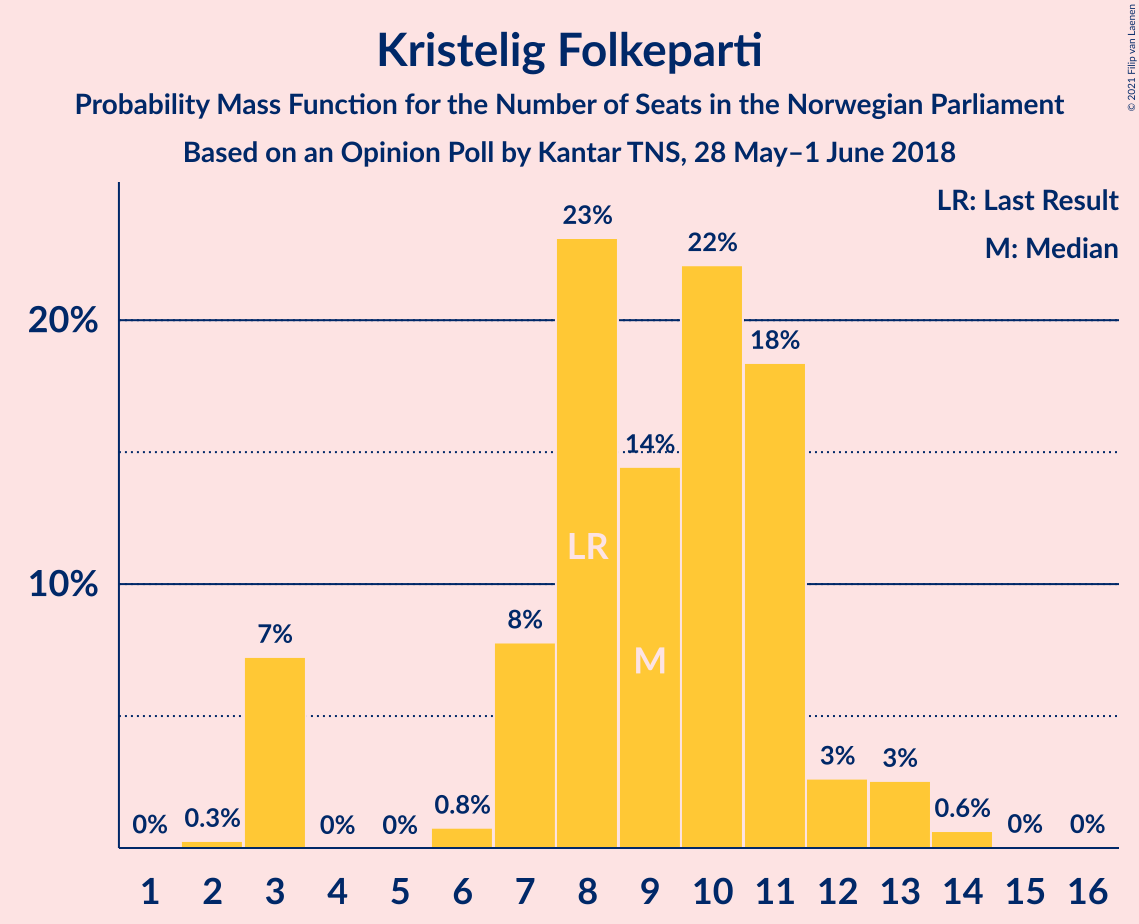 © 2021 Filip van Laenen
Kristelig Folkeparti
Probability Mass Function for the Number of Seats in the Norwegian Parliament
Based on an Opinion Poll by Kantar TNS, 28 May–1 June 2018
LR: Last Result
M: Median
20%
10%
0%
0.3%
7%
0%
0%
0.8%
8%
23%
14%
22%
18%
3%
3%
0.6%
0%
0%
LR
M
1 2 3 4 5 6 7 8 9 10 11 12 13 14 15 16